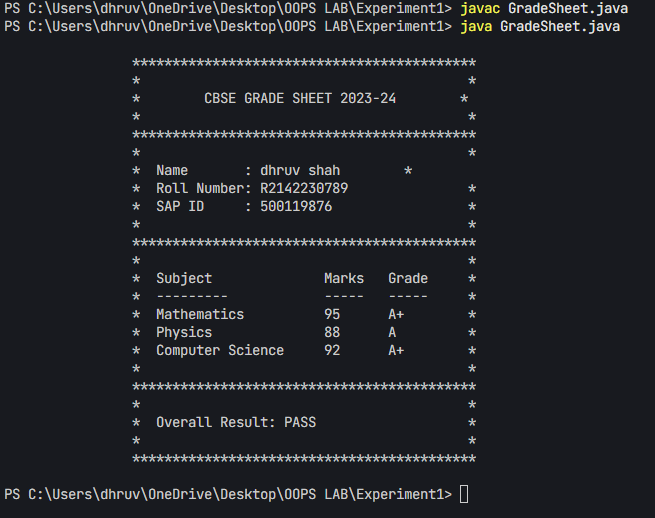 PS C:\Users\dhruv\OneDrive\Desktop\OOPS LAB\Experiment1> javac GradeSheet.java
PS C:\Users\dhruv\OneDrive\Desktop\OOPS LAB\Experiment1> java GradeSheet.java
                *******************************************
                *                                         *
                *        CBSE GRADE SHEET 2023-24        *
                *                                         *
                *******************************************
                *                                         *
                *  Name       : dhruv shah        *
                *  Roll Number: R2142230789               *
                *  SAP ID     : 500119876                 *
                *                                         *
                *******************************************
                *                                         *
                *  Subject              Marks   Grade     *
                *  ---------            -----   -----     *
                *  Mathematics          95      A+        *
                *  Physics              88      A         *
                *  Computer Science     92      A+        *
                *                                         *
                *******************************************
                *                                         *
                *  Overall Result: PASS                   *
                *                                         *
                *******************************************
PS C:\Users\dhruv\OneDrive\Desktop\OOPS LAB\Experiment1>